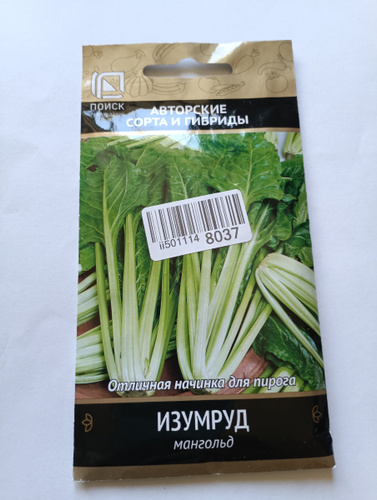 ПОИСК
АВТОРСКИЕ
СОРТА И ГИБРИДЫ
ii501114 8037
Отличная начинка для пирога
ИЗУМРУД
мангольд